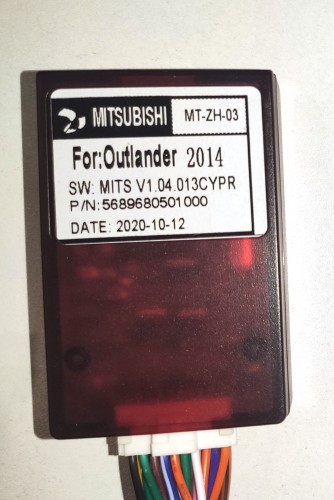 MITSUBISHI MT-ZH-03
For:Outlander 2014
SW: MITS V1.04.013CYPR
P/N:5689680501000
DATE: 2020-10-12